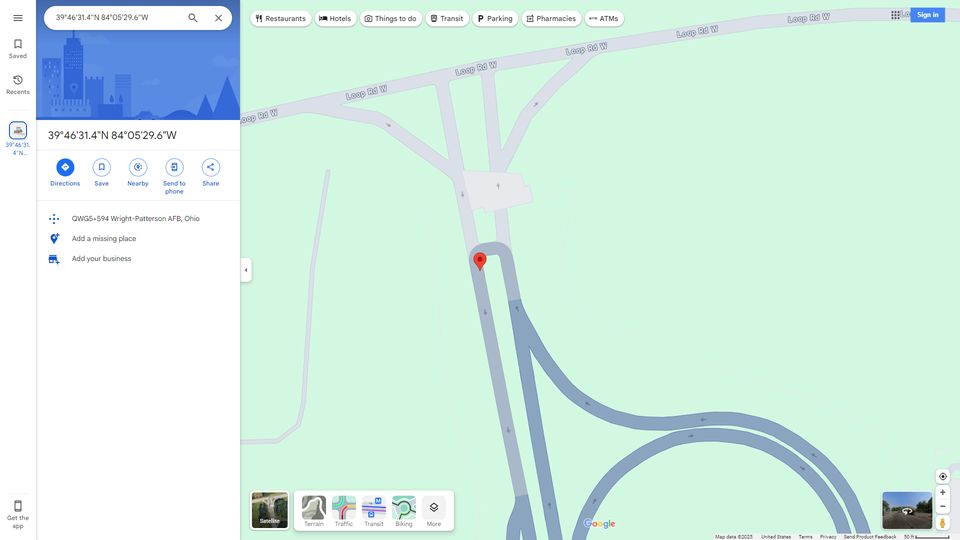 39°46'31.4"N 84°05'29.6"W
Saved
Recents
39°46'31.
4"N...
Get the
app
39°46'31.4"N 84°05'29.6"W
Directions
Save
Nearby
Send to
phone
Share
QWG5+594 Wright-Patterson AFB, Ohio
Add a missing place
Add your business
Restaurants
Hotels
Things to do
Transit
Parking
Pharmacies
ATMs
Sign in
Loop Rd W
Loop Rd W
Loop Rd W
Loop Rd W
Loop Rd W
oop Rd W
Satellite
Terrain
Traffic
Transit
Biking
More
Google
Map data ©2025
United States
Terms
Privacy
Send Product Feedback
50 ft